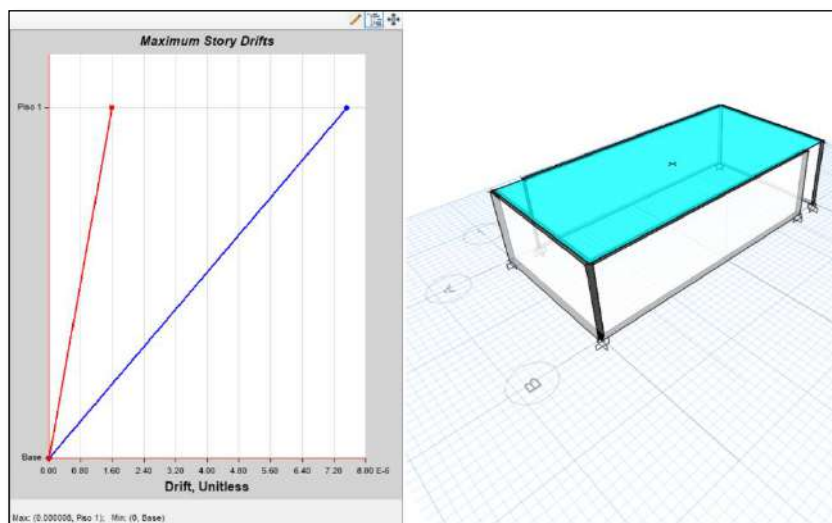 Maximum Story Drifts
Piso 1
Base
0.00 0.80 1.60 2.40 3.20 4.00 4.80 5.60 6.40 7.20 8.00 E-6
Drift, Unitless
Max: (0.000008, Piso 1); Min: (0, Base)
A
B